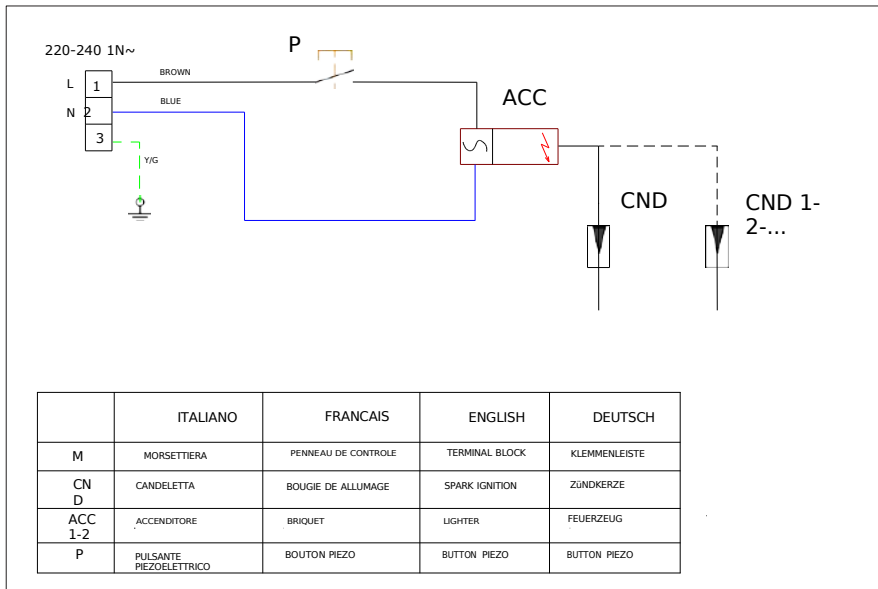 220-240 1N~
P
L
1
BROWN
N
2
BLUE
3
Y/G
ACC
CND
CND 1-
2-...
ITALIANO FRANCAIS ENGLISH DEUTSCH
M MORSETTIERA PENNEAU DE CONTROLE TERMINAL BLOCK KLEMMENLEISTE
CN
D CANDELETTA BOUGIE DE ALLUMAGE SPARK IGNITION ZüNDKERZE
ACC
1-2 ACCENDITORE BRIQUET LIGHTER FEUERZEUG
P PULSANTE
PIEZOELETTRICO BOUTON PIEZO BUTTON PIEZO BUTTON PIEZO